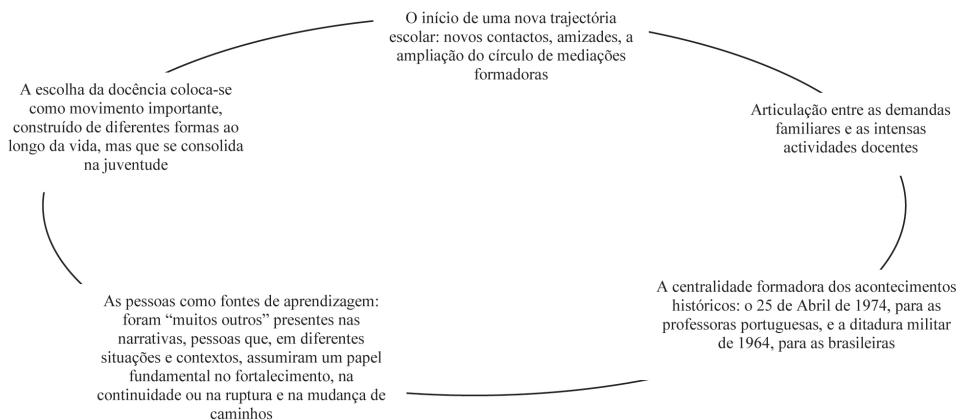 O início de uma nova trajectória
escolar: novos contactos, amizades, a
ampliação do círculo de mediações
formadoras
A escolha da docência coloca-se
como movimento importante,
construído de diferentes formas ao
longo da vida, mas que se consolida
na juventude
Articulação entre as demandas
familiares e as intensas
actividades docentes
As pessoas como fontes de aprendizagem:
foram “muitos outros” presentes nas
narrativas, pessoas que, em diferentes
situações e contextos, assumiram um papel
fundamental no fortalecimento, na
continuidade ou na ruptura e na mudança de
caminhos
A centralidade formadora dos acontecimentos
históricos: o 25 de Abril de 1974, para as
professoras portuguesas, e a ditadura militar
de 1964, para as brasileiras